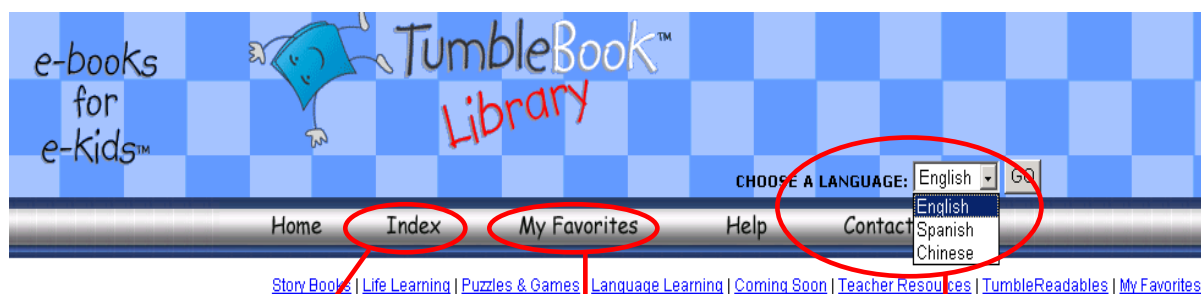 e-books
for
e-kids™
TumbleBook™
Library
CHOOSE A LANGUAGE: English GO
English
Spanish
Chinese
Home Index My Favorites Help Contact
Story Books | Life Learning | Puzzles & Games | Language Learning | Coming Soon | Teacher Resources | TumbleReadables | My Favorites